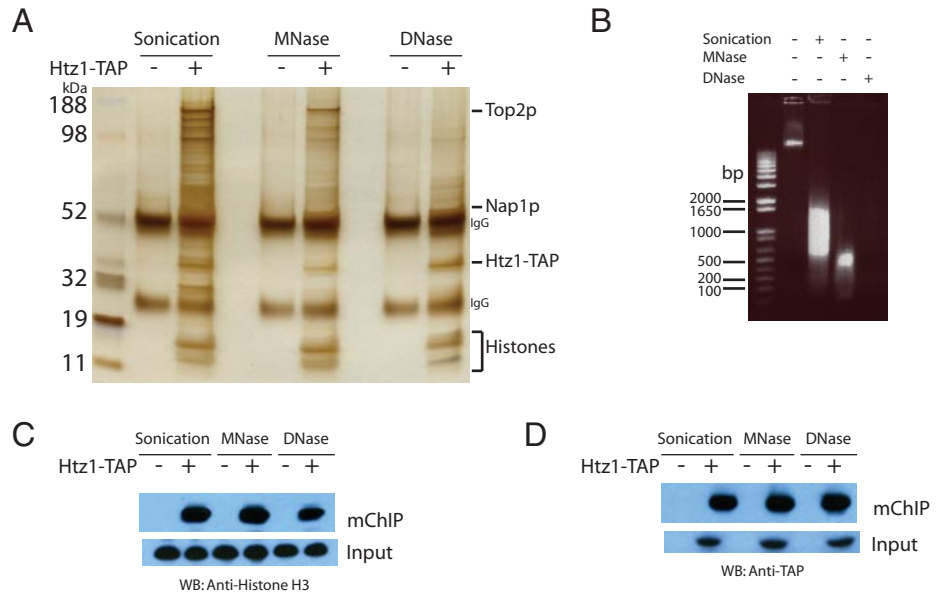 A
Sonication MNase DNase
Htz1-TAP - + - + - +
kDa
188
98
52
32
19
11
Top2p
Nap1p
IgG
Htz1-TAP
IgG
Histones
B
Sonication - + - -
MNase - - + -
DNase - - - +
bp
2000
1650
1000
500
200
100
C
Sonication MNase DNase
Htz1-TAP - + - + - +
mChIP
Input
WB: Anti-Histone H3
D
Sonication MNase DNase
Htz1-TAP - + - + - +
mChIP
Input
WB: Anti-TAP